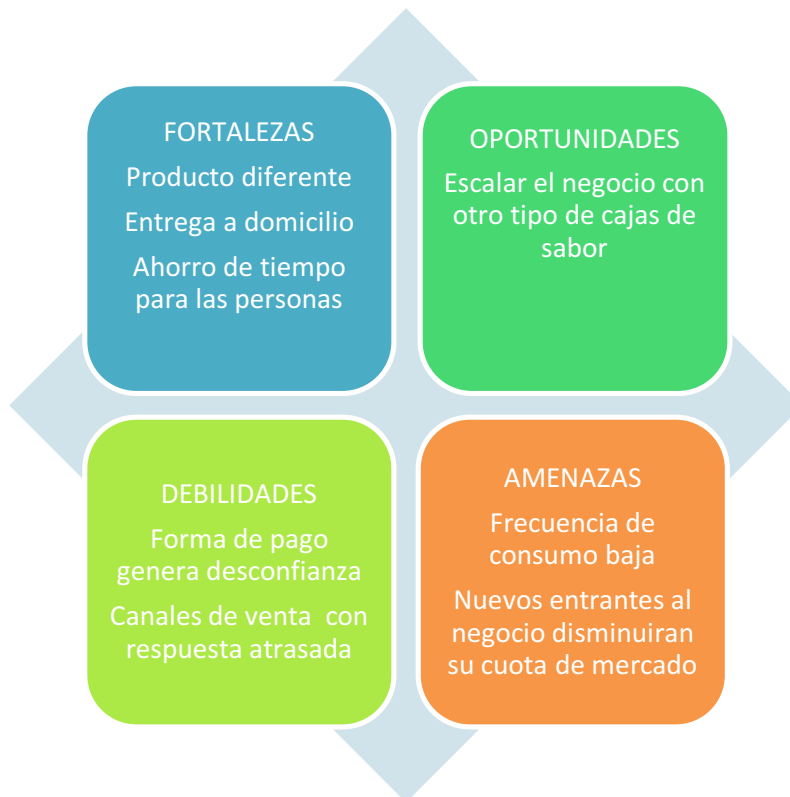 FORTALEZAS
Producto diferente
Entrega a domicilio
Ahorro de tiempo
para las personas
OPORTUNIDADES
Escalar el negocio con
otro tipo de cajas de
sabor
DEBILIDADES
Forma de pago
genera desconfianza
Canales de venta  con
respuesta atrasada
AMENAZAS
Frecuencia de
consumo baja
Nuevos entrantes al
negocio disminuiran
su cuota de mercado